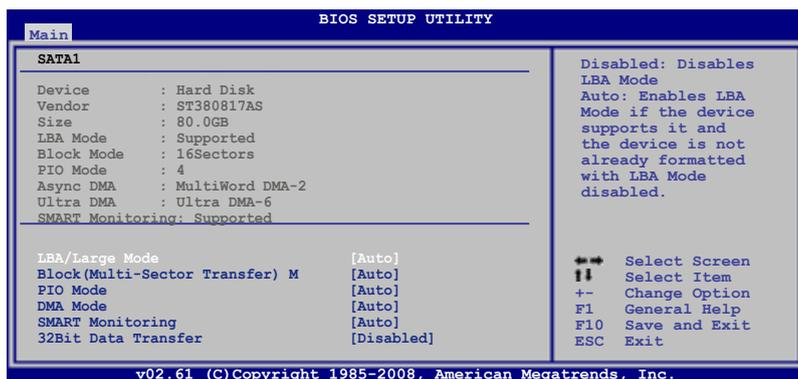 BIOS SETUP UTILITY
Main
SATA1
Device : Hard Disk
Vendor : ST380817AS
Size : 80.0GB
LBA Mode : Supported
Block Mode : 16Sectors
PIO Mode : 4
Async DMA : MultiWord DMA-2
Ultra DMA : Ultra DMA-6
SMART Monitoring: Supported
LBA/Large Mode [Auto]
Block(Multi-Sector Transfer) M [Auto]
PIO Mode [Auto]
DMA Mode [Auto]
SMART Monitoring [Auto]
32Bit Data Transfer [Disabled]
Disabled: Disables
LBA Mode
Auto: Enables LBA
Mode if the device
supports it and
the device is not
already formatted
with LBA Mode
disabled.
←→ Select Screen
↑↓ Select Item
+- Change Option
F1 General Help
F10 Save and Exit
ESC Exit
v02.61 (C)Copyright 1985-2008, American Megatrends, Inc.